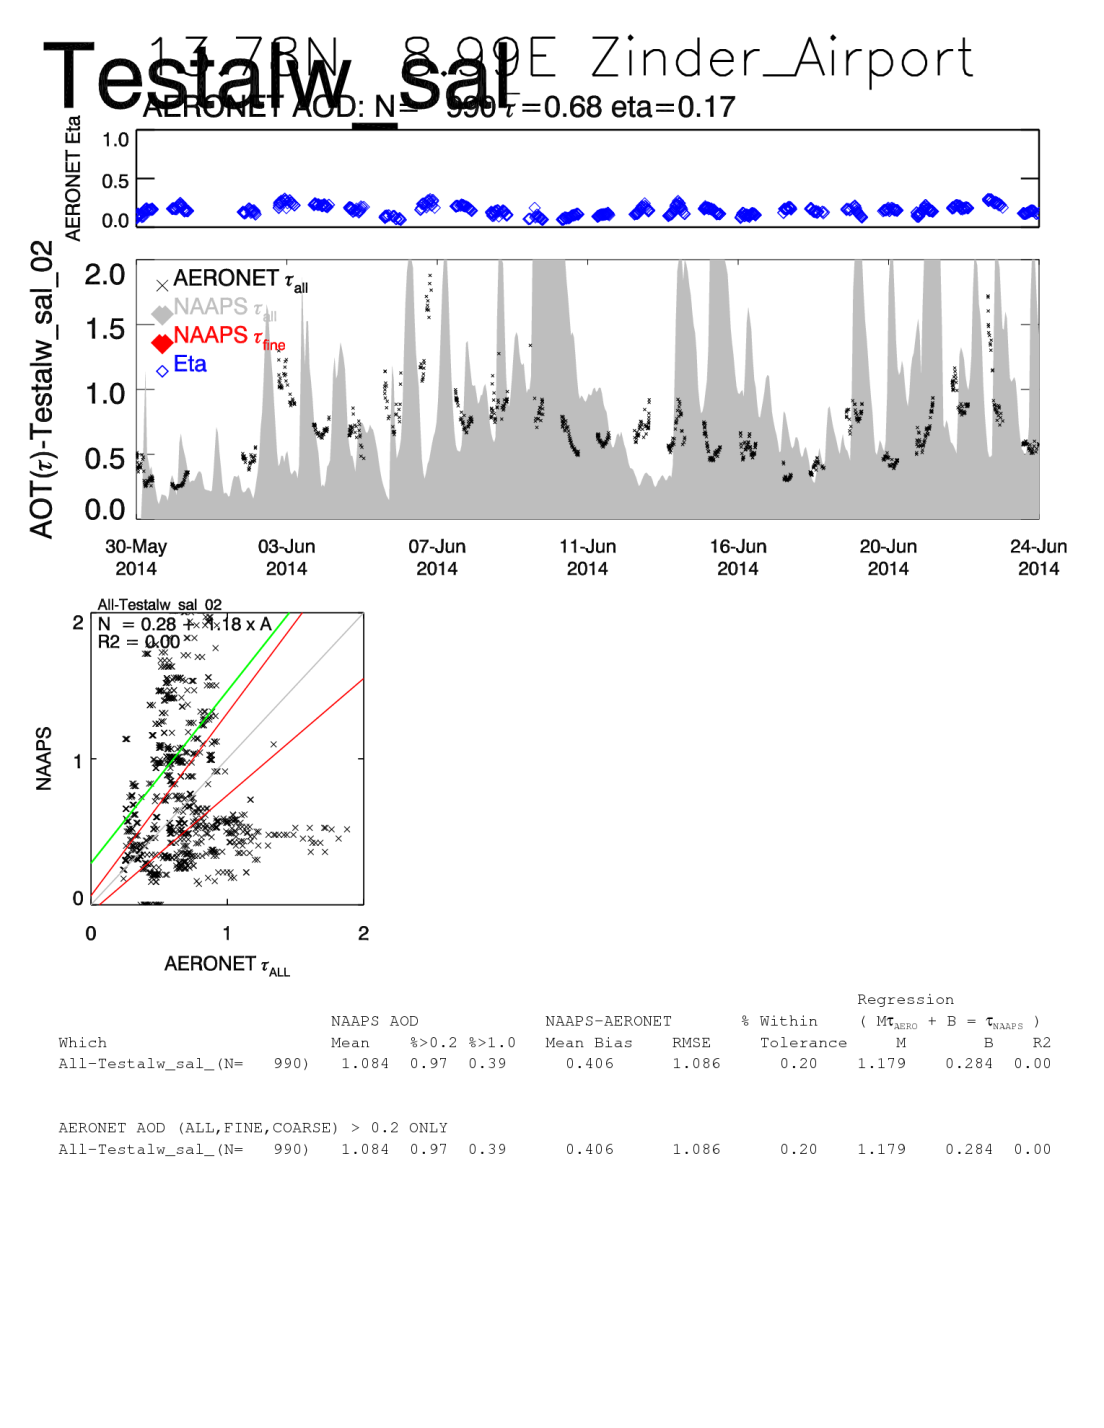 13.78N 8.99E Zinder_Airport
Testalw_sal
AERONET AOD: N= 990 τ=0.68 eta=0.17
AERONET Eta
1.0
0.5
0.0
AOT(τ)-Testalw_sal_02
2.0
1.5
1.0
0.5
0.0
AERONET τall
NAAPS τall
NAAPS τfine
Eta
30-May 03-Jun 07-Jun 11-Jun 16-Jun 20-Jun 24-Jun
2014 2014 2014 2014 2014 2014 2014
All-Testalw_sal_02
N = 0.28 + 1.18 x A
R2 = 0.00
NAAPS
2
1
0
0 1 2
AERONET τALL
Regression
NAAPS AOD NAAPS-AERONET % Within ( MτAERO + B = τNAAPS )
Which Mean %>0.2 %>1.0 Mean Bias RMSE Tolerance M B R2
All-Testalw_sal_(N= 990) 1.084 0.97 0.39 0.406 1.086 0.20 1.179 0.284 0.00
AERONET AOD (ALL,FINE,COARSE) > 0.2 ONLY
All-Testalw_sal_(N= 990) 1.084 0.97 0.39 0.406 1.086 0.20 1.179 0.284 0.00